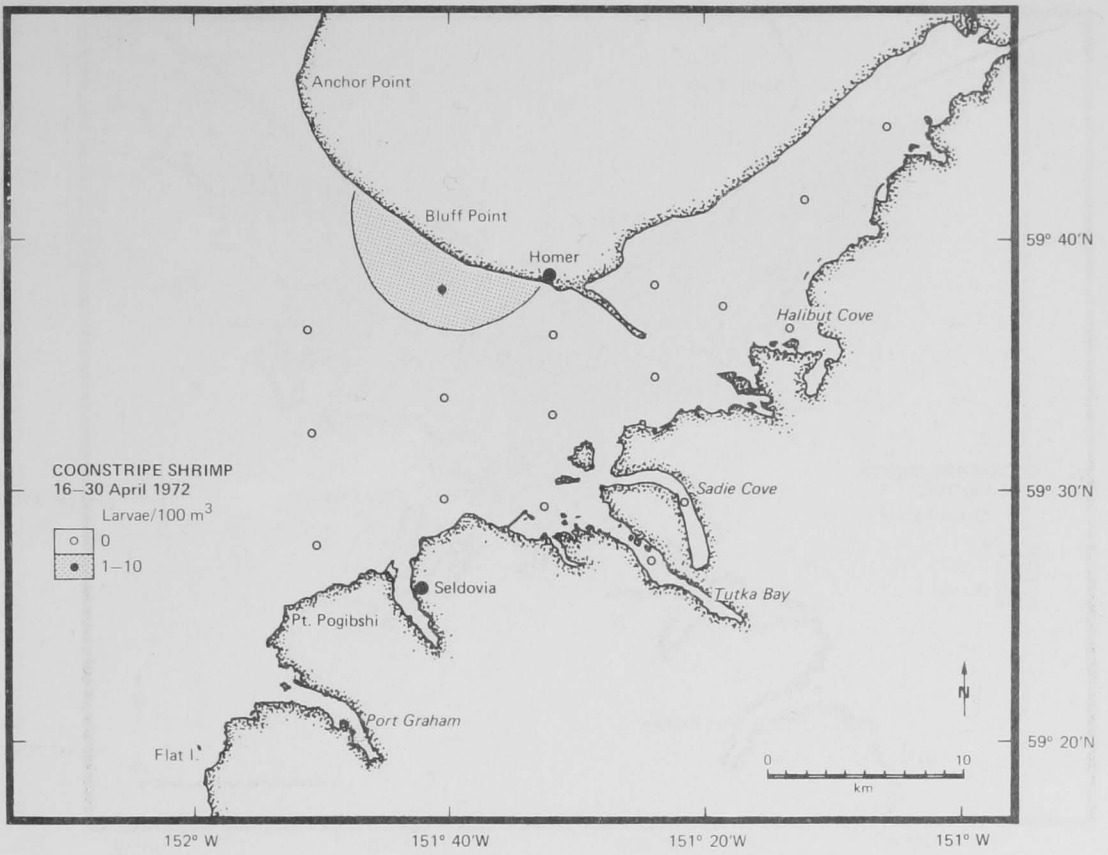 Anchor Point
Bluff Point
Homer
59° 40'N
Halibut Cove
COONSTRIPE SHRIMP
16–30 April 1972
Larvae/100 m³
0
1–10
Sadie Cove
59° 30'N
Seldovia
Tutka Bay
Pt. Pogibshi
N
Port Graham
Flat I.
59° 20'N
0 10
km
152° W 151° 40'W 151° 20'W 151° W